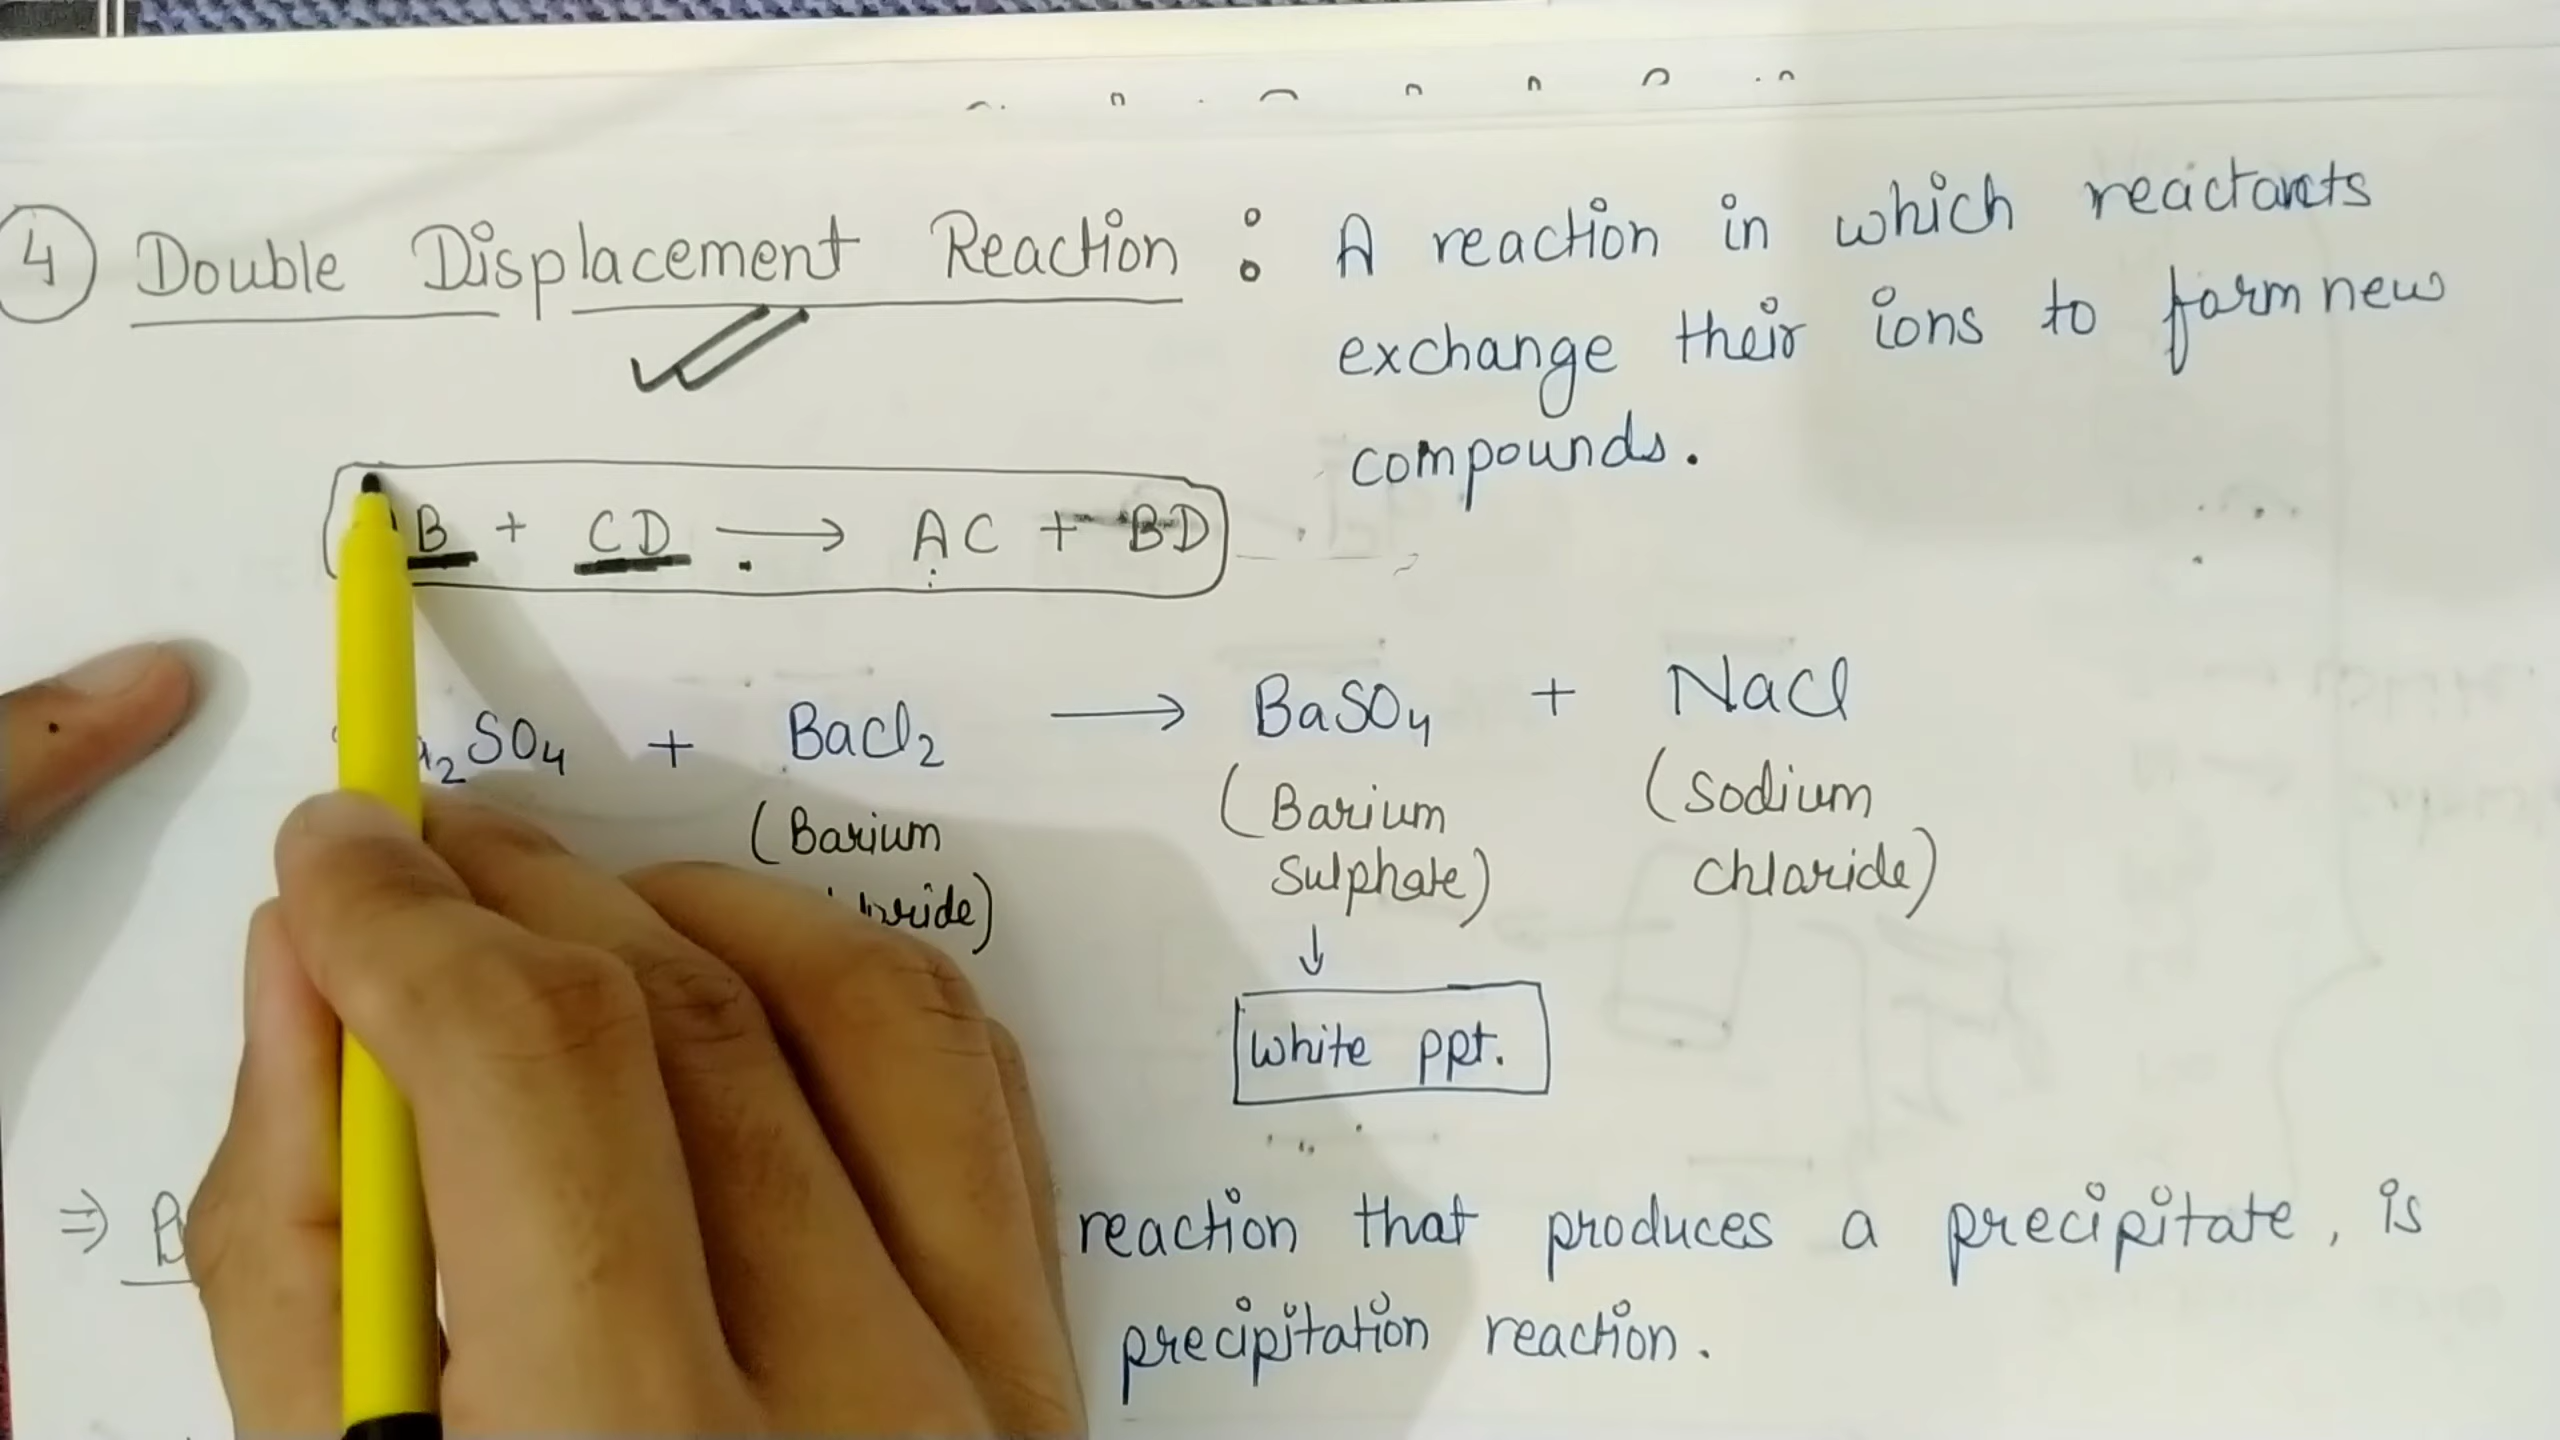 4 Double Displacement Reaction : A reaction in which reactants
exchange their ions to form new
compounds.
B + CD ⟶ AC + BD
₂SO₄ + BaCl₂ ⟶ BaSO₄ + NaCl
(Barium (Barium (Sodium
sulphate) chloride)
↓
white ppt.
⇒ reaction that produces a precipitate, is
precipitation reaction.